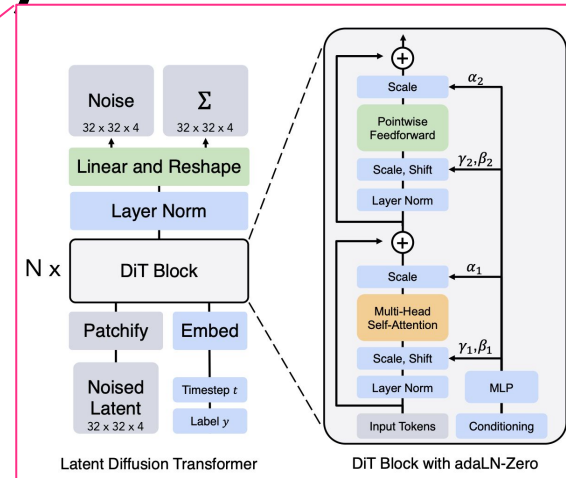 Noise
32 x 32 x 4
Σ
32 x 32 x 4
Linear and Reshape
Layer Norm
N x
DiT Block
Patchify
Embed
Noised
Latent
32 x 32 x 4
Timestep t
Label y
Latent Diffusion Transformer
+
Scale
α₂
Pointwise
Feedforward
Scale, Shift
γ₂,β₂
Layer Norm
+
Scale
α₁
Multi-Head
Self-Attention
Scale, Shift
γ₁,β₁
Layer Norm
MLP
Input Tokens
Conditioning
DiT Block with adaLN-Zero